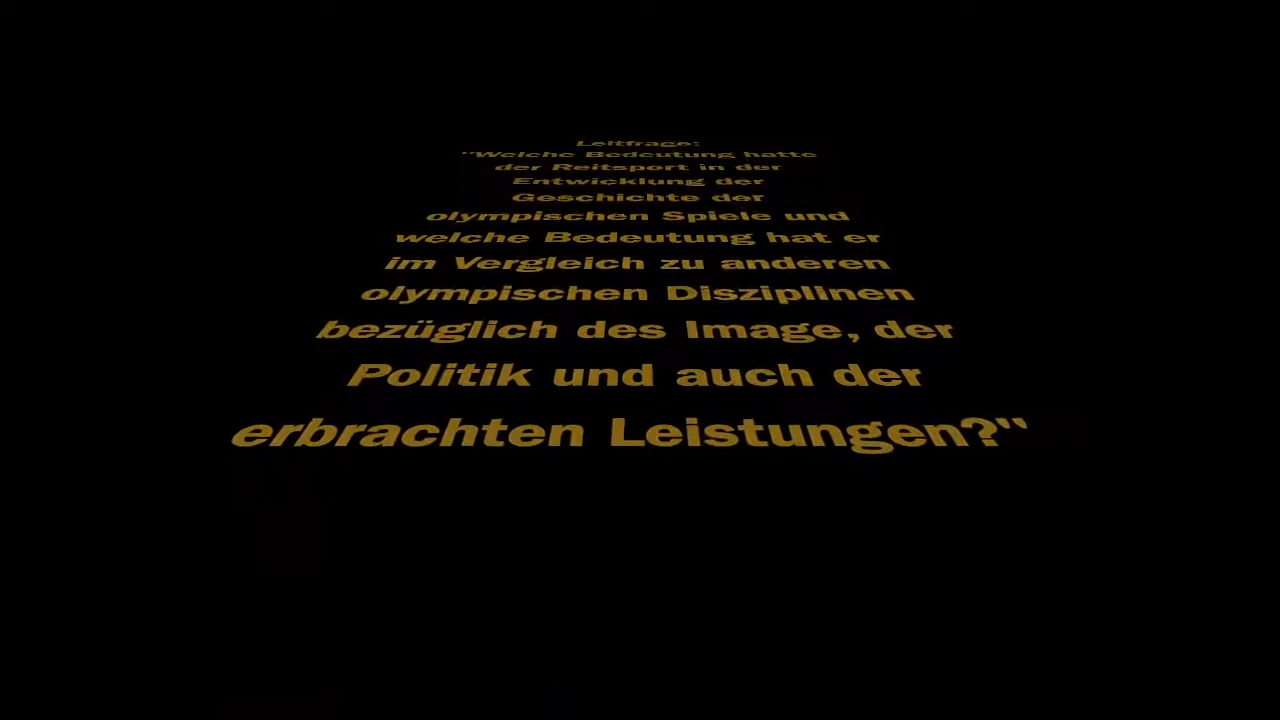 Leitfrage:
"Welche Bedeutung hatte
der Reitsport in der
Entwicklung der
Geschichte der
olympischen Spiele und
welche Bedeutung hat er
im Vergleich zu anderen
olympischen Disziplinen
bezüglich des Image, der
Politik und auch der
erbrachten Leistungen?"